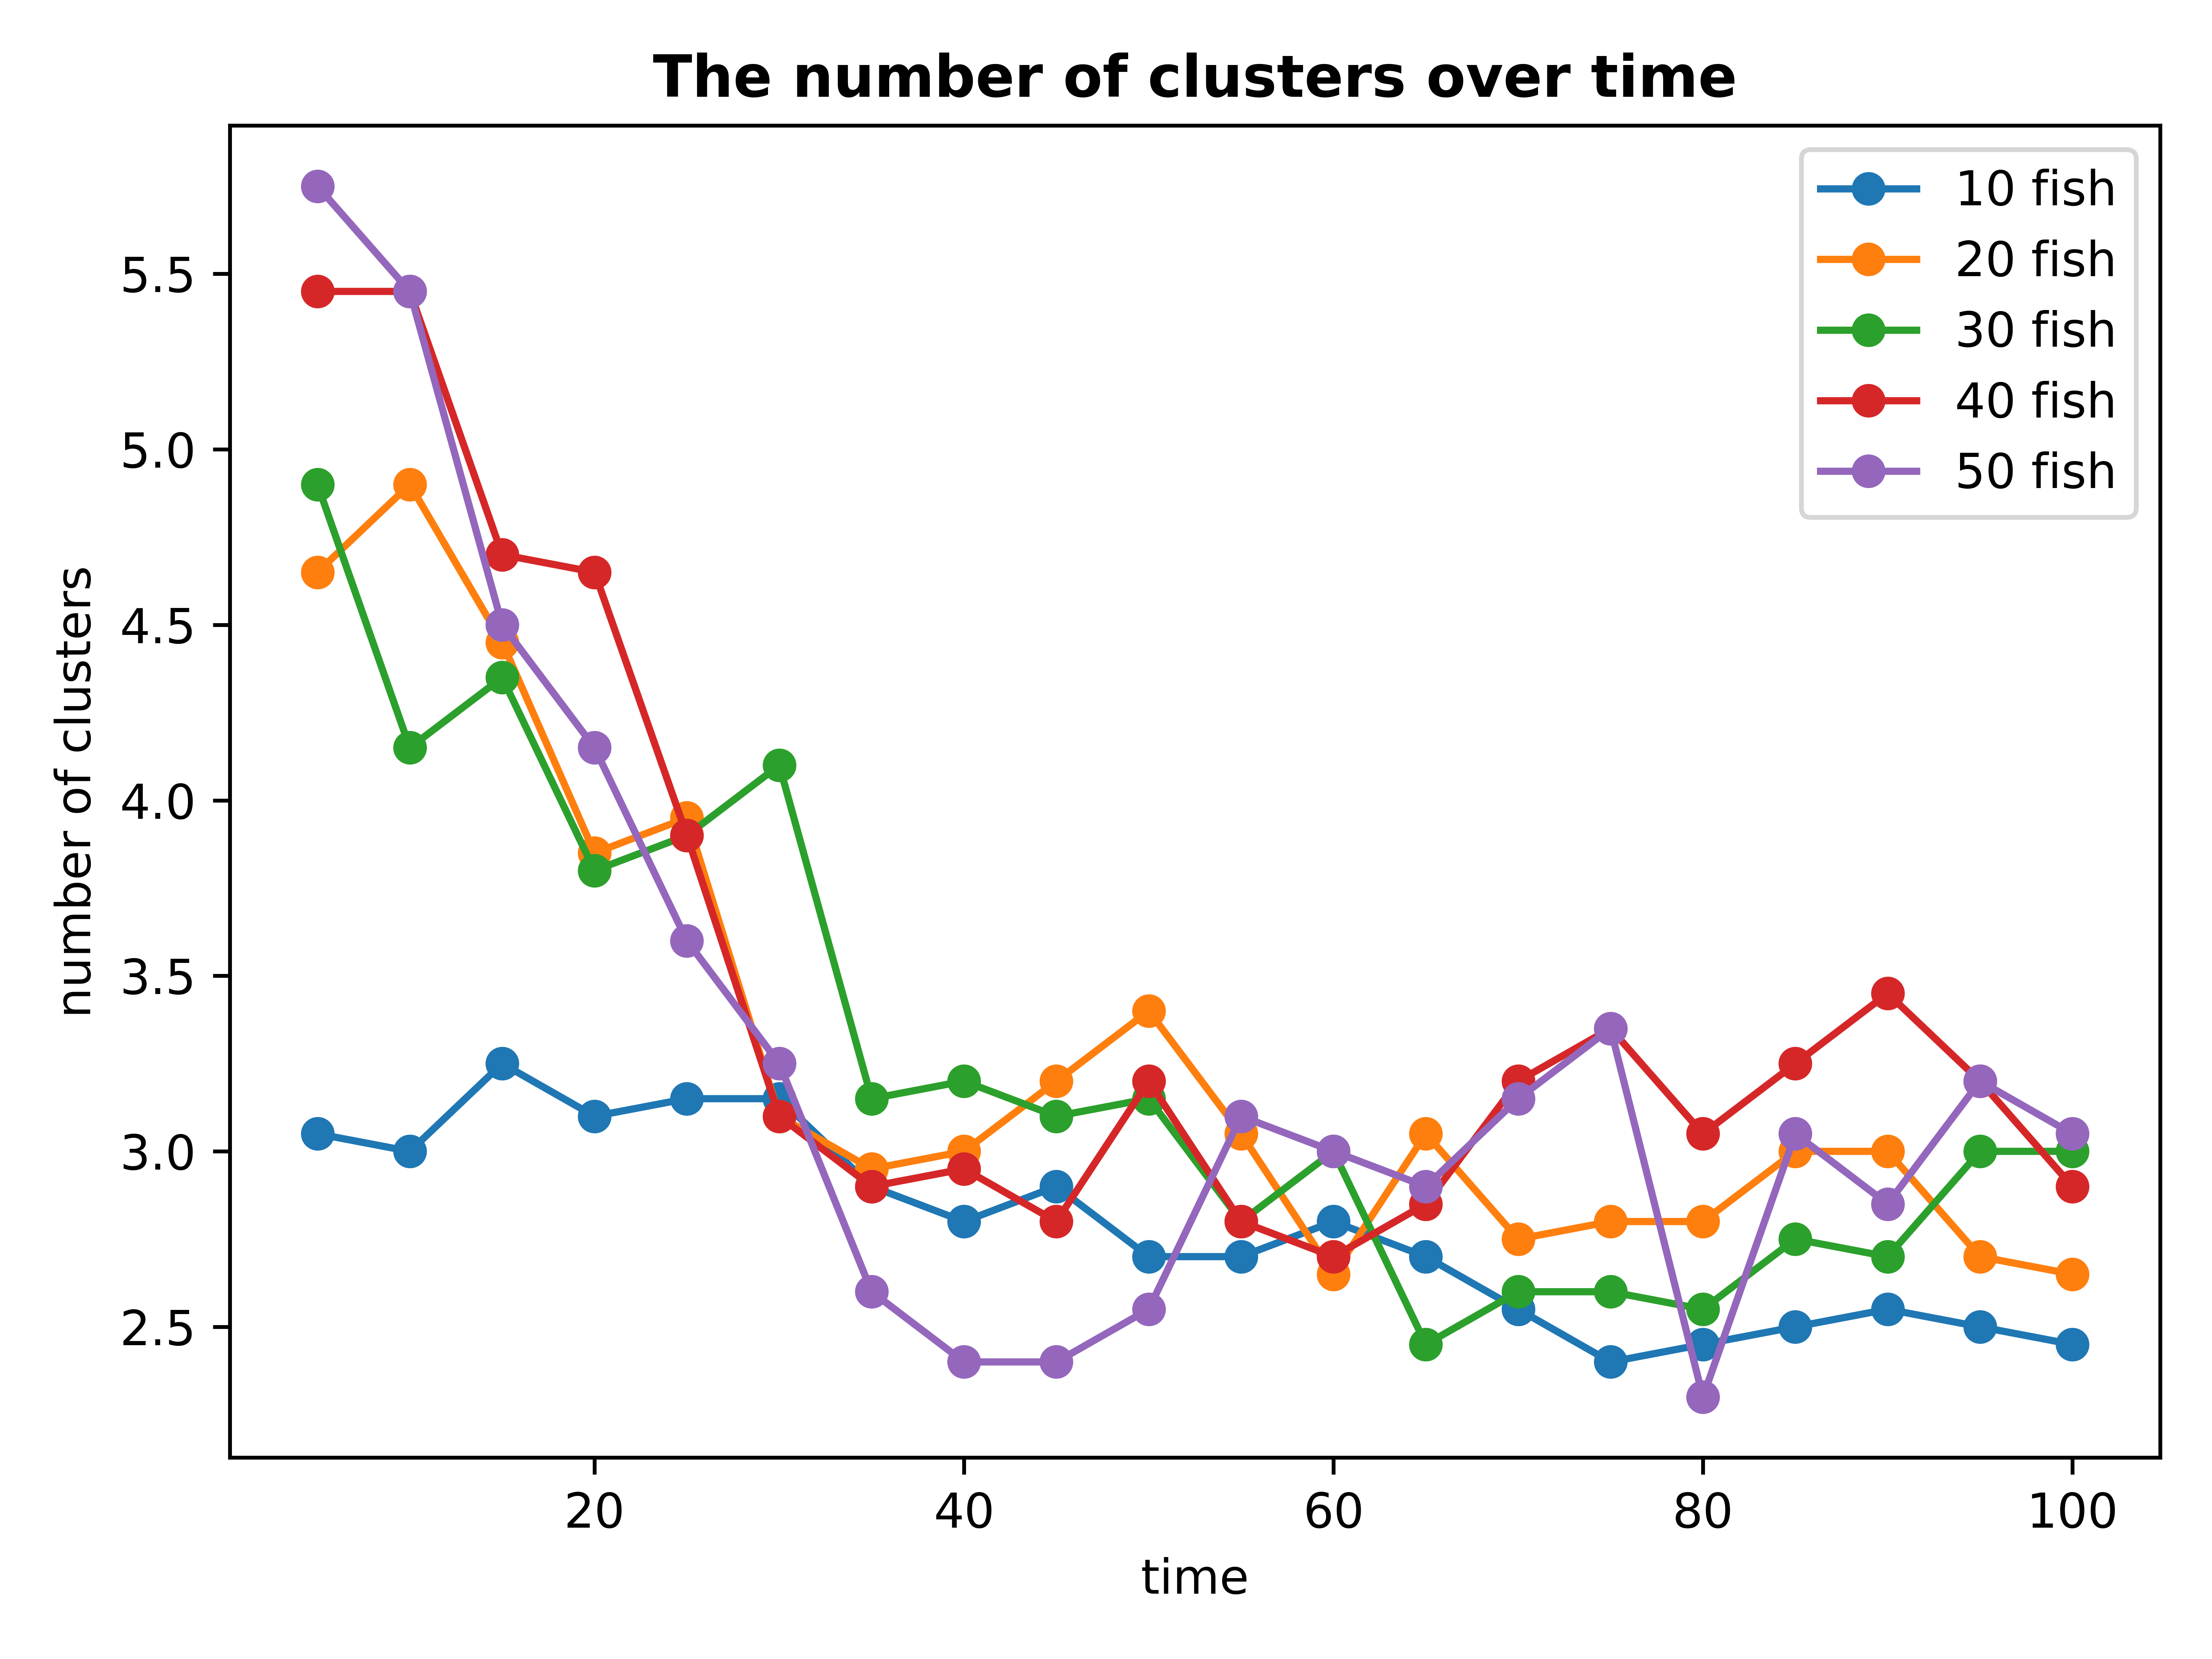 The number of clusters over time
10 fish
20 fish
30 fish
40 fish
50 fish
number of clusters
5.5
5.0
4.5
4.0
3.5
3.0
2.5
20 40 60 80 100
time